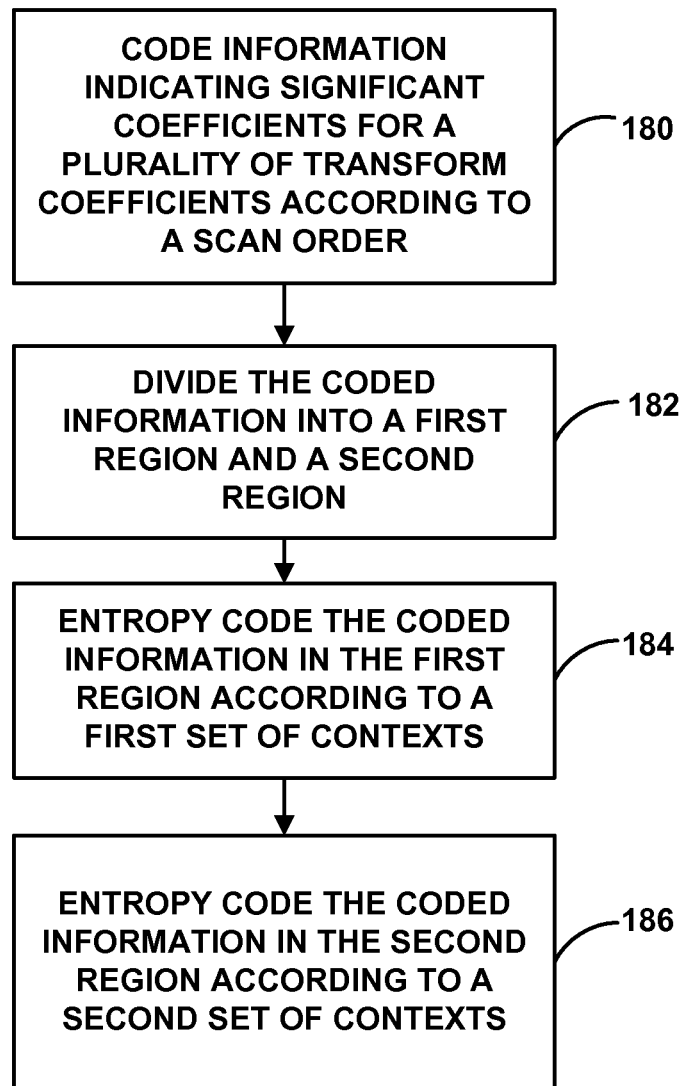 CODE INFORMATION
INDICATING SIGNIFICANT
COEFFICIENTS FOR A
PLURALITY OF TRANSFORM
COEFFICIENTS ACCORDING TO
A SCAN ORDER
180
DIVIDE THE CODED
INFORMATION INTO A FIRST
REGION AND A SECOND
REGION
182
ENTROPY CODE THE CODED
INFORMATION IN THE FIRST
REGION ACCORDING TO A
FIRST SET OF CONTEXTS
184
ENTROPY CODE THE CODED
INFORMATION IN THE SECOND
REGION ACCORDING TO A
SECOND SET OF CONTEXTS
186